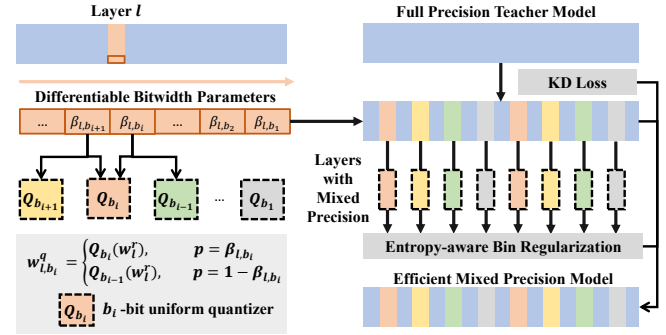 Layer l
Full Precision Teacher Model
KD Loss
Differentiable Bitwidth Parameters
... β_{l,b_{i+1}} β_{l,b_i} ... β_{l,b_2} β_{l,b_1}
Q_{b_{i+1}} Q_{b_i} Q_{b_{i-1}} ... Q_{b_1}
Layers
with
Mixed
Precision
Entropy-aware Bin Regularization
w^q_{l,b_i} = { Q_{b_i}(w^r_l), p = β_{l,b_i}
Q_{b_{i-1}}(w^r_l), p = 1 − β_{l,b_i}
Q_{b_i} b_i -bit uniform quantizer
Efficient Mixed Precision Model